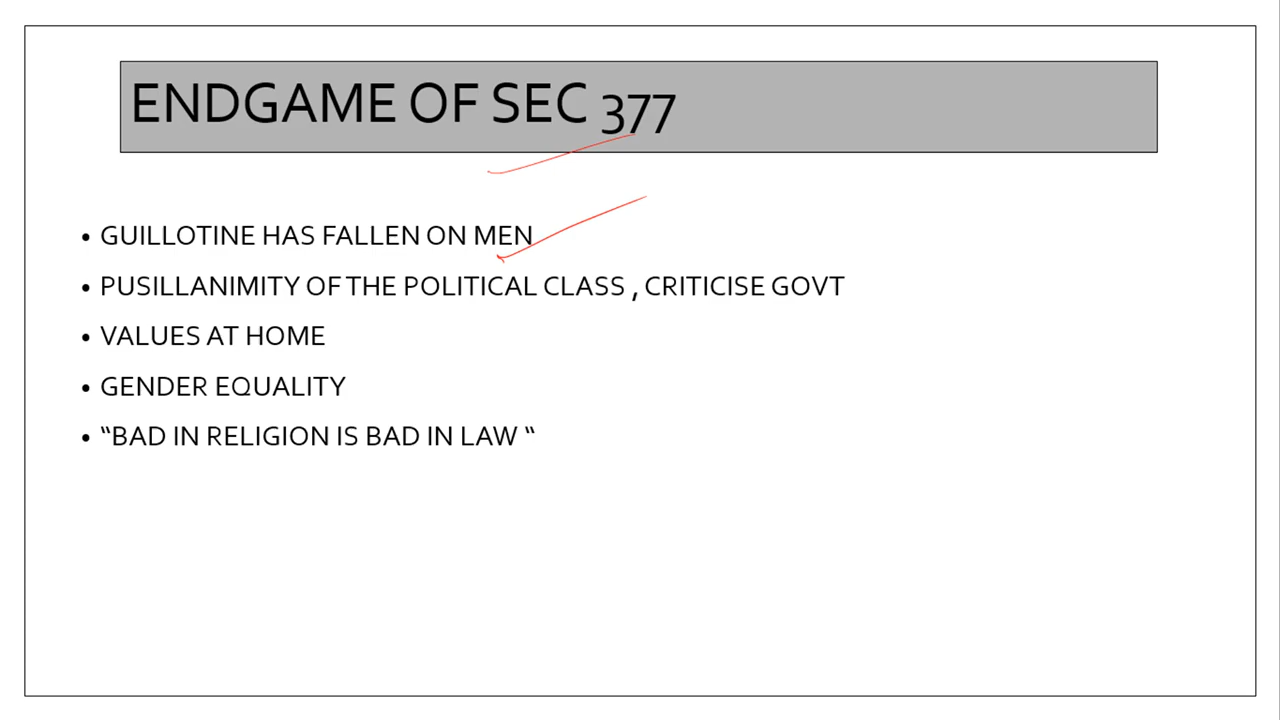 ENDGAME OF SEC 377
• GUILLOTINE HAS FALLEN ON MEN
• PUSILLANIMITY OF THE POLITICAL CLASS , CRITICISE GOVT
• VALUES AT HOME
• GENDER EQUALITY
• “BAD IN RELIGION IS BAD IN LAW “